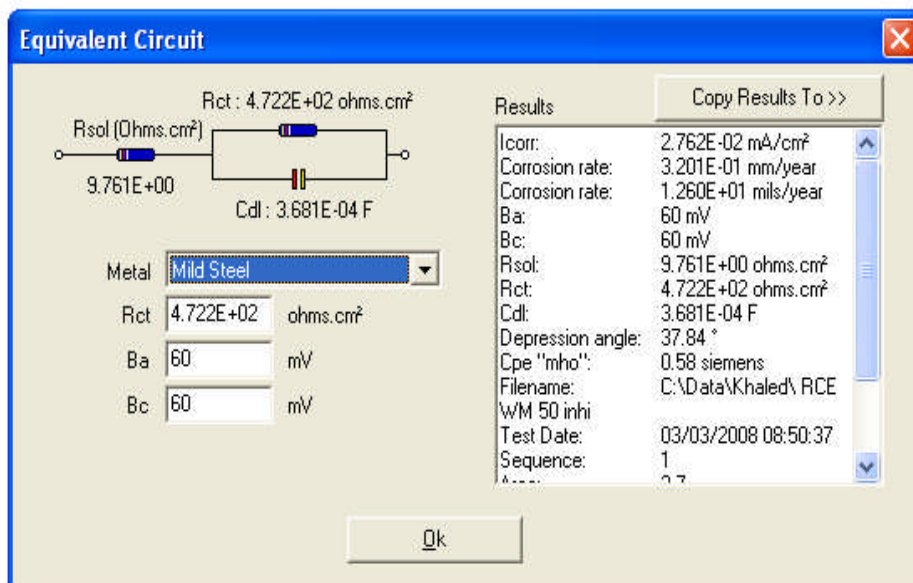 Equivalent Circuit
Rct : 4.722E+02 ohms.cm²
Rsol (Ohms.cm²)
9.761E+00
Cdl : 3.681E-04 F
Metal Mild Steel
Rct 4.722E+02 ohms.cm²
Ba 60 mV
Bc 60 mV
Results
Copy Results To >>
Icorr: 2.762E-02 mA/cm²
Corrosion rate: 3.201E-01 mm/year
Corrosion rate: 1.260E+01 mils/year
Ba: 60 mV
Bc: 60 mV
Rsol: 9.761E+00 ohms.cm²
Rct: 4.722E+02 ohms.cm²
Cdl: 3.681E-04 F
Depression angle: 37.84 °
Cpe "mho": 0.58 siemens
Filename: C:\Data\Khaled\ RCE
WM 50 inhi
Test Date: 03/03/2008 08:50:37
Sequence: 1
Ok